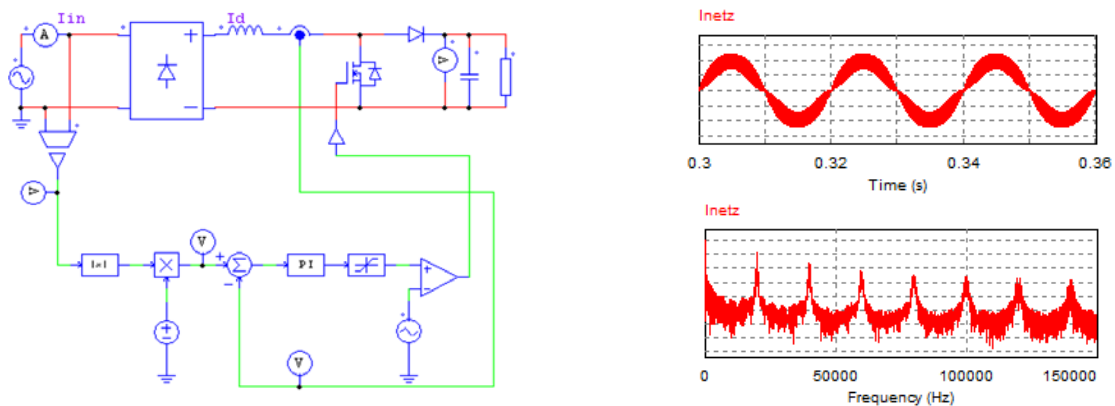 Iin
A
Id
V
V
|x|
V
PI
V
Inetz
0.3
0.32
0.34
0.36
Time (s)
Inetz
0
50000
100000
150000
Frequency (Hz)